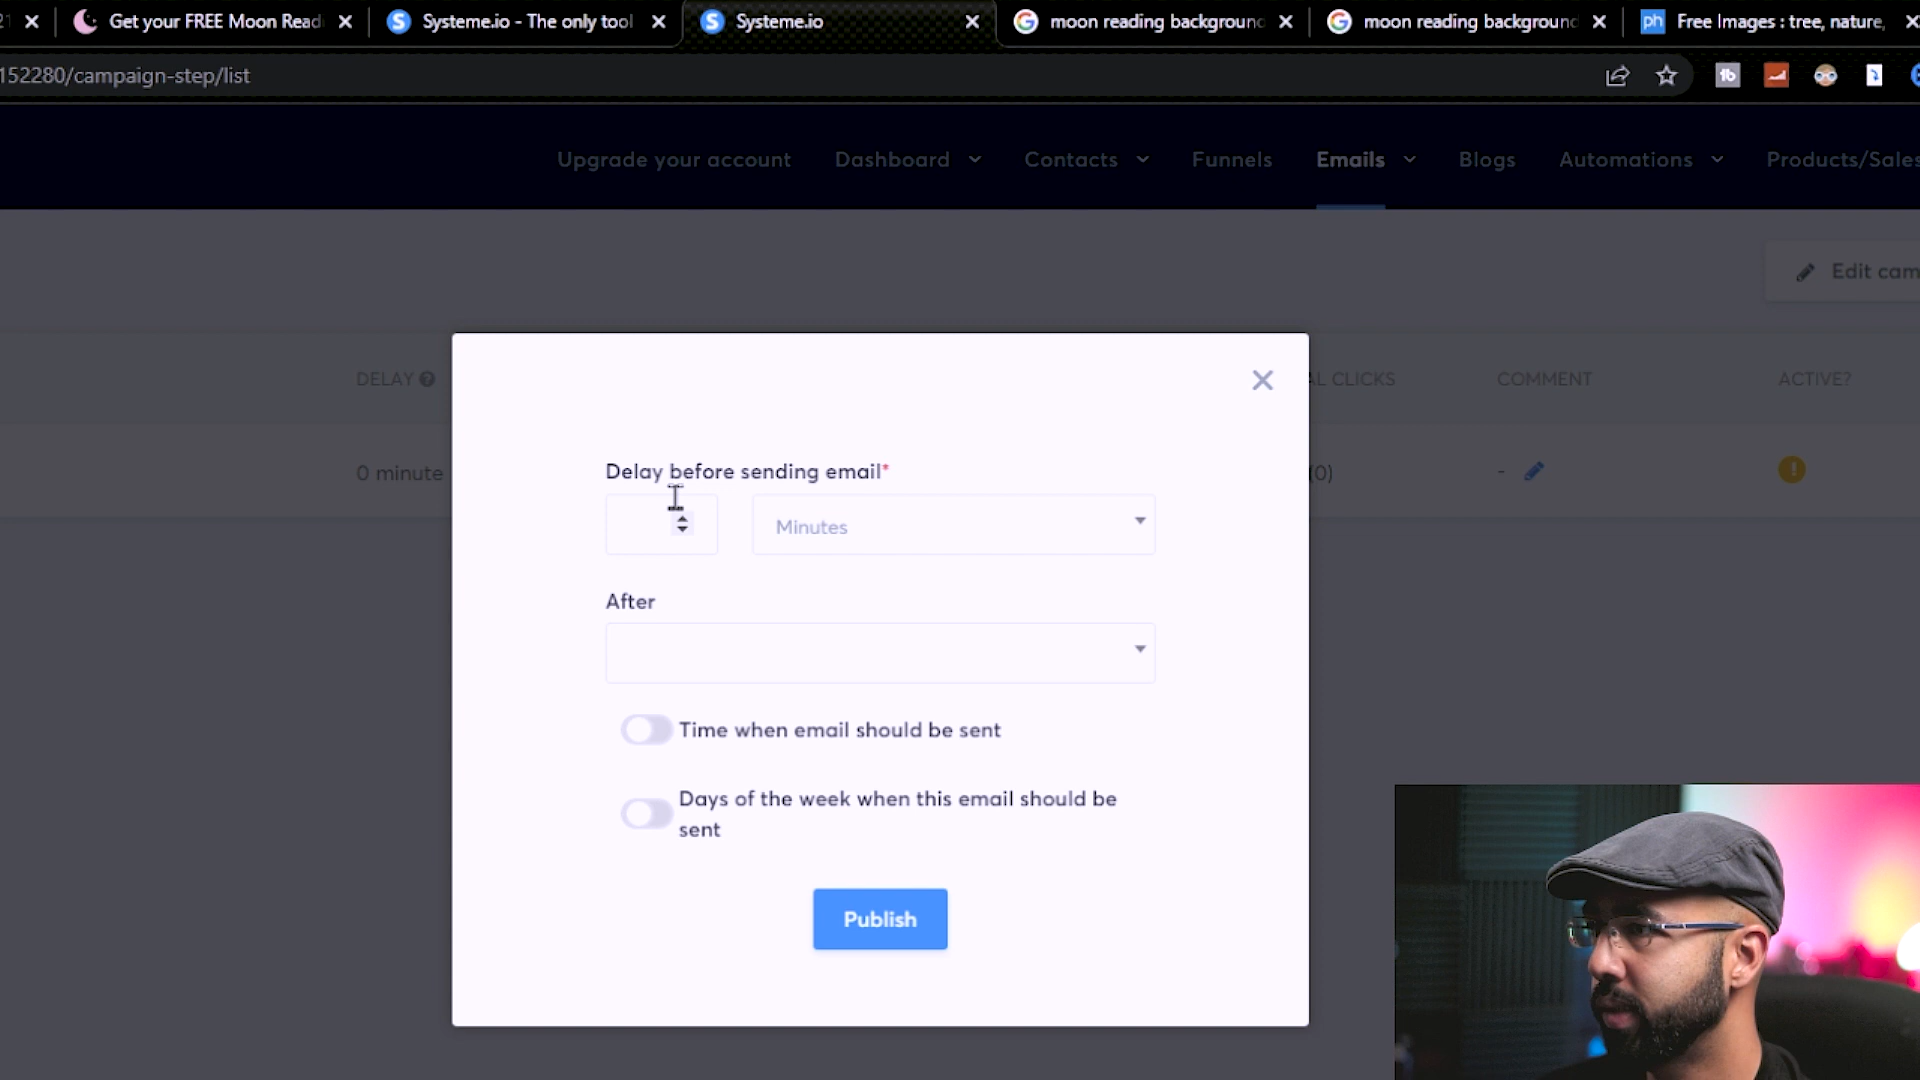 Get your FREE Moon Read
Systeme.io - The only tool
Systeme.io
moon reading background
moon reading background
ph
Free Images : tree, nature,
152280/campaign-step/list
Upgrade your account
Dashboard
Contacts
Funnels
Emails
Blogs
Automations
Products/Sales
Edit cam
DELAY
L CLICKS
COMMENT
ACTIVE?
0 minute
(0)
-
Delay before sending email*
Minutes
After
Time when email should be sent
Days of the week when this email should be
sent
Publish